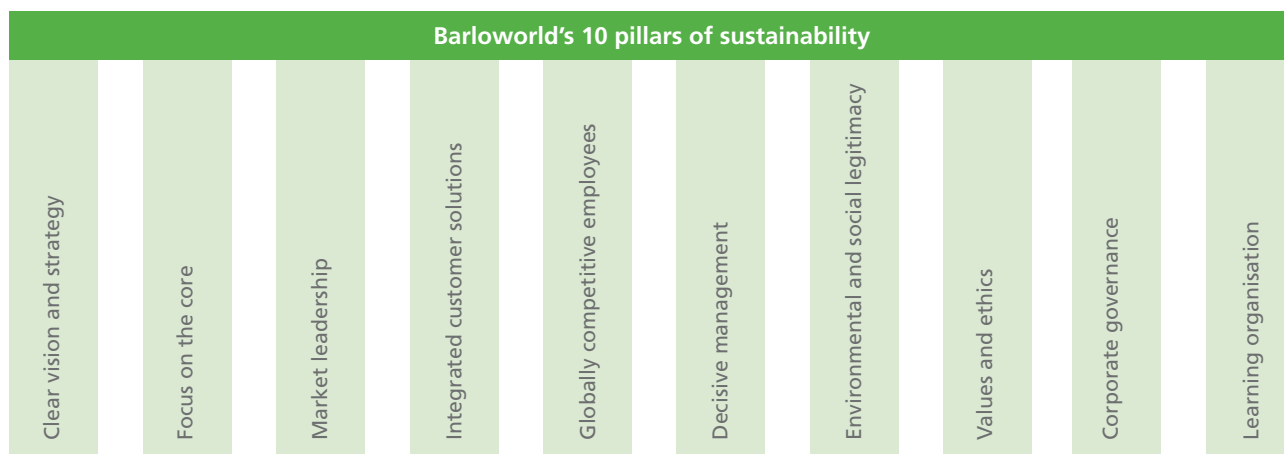 Barloworld’s 10 pillars of sustainability
Clear vision and strategy
Focus on the core
Market leadership
Integrated customer solutions
Globally competitive employees
Decisive management
Environmental and social legitimacy
Values and ethics
Corporate governance
Learning organisation